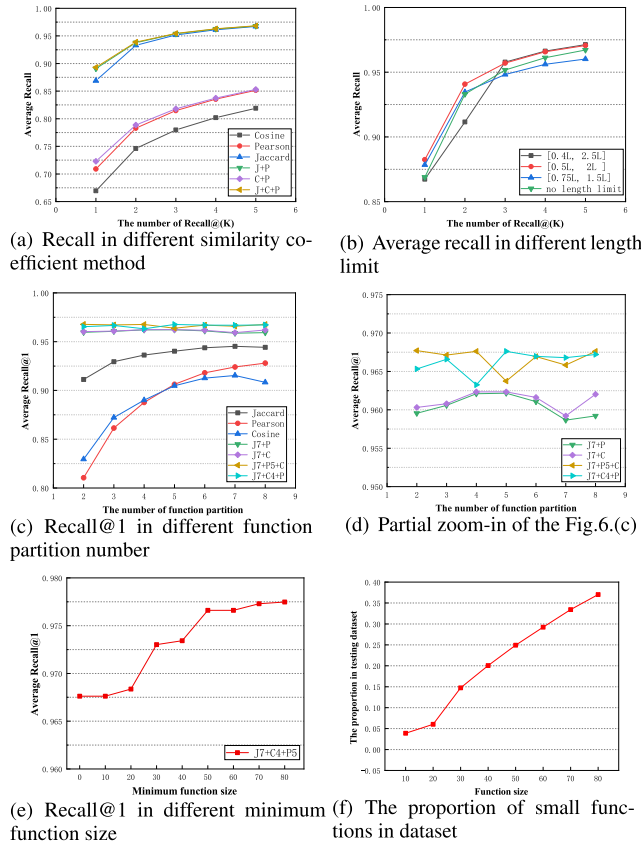 1.00
0.95
0.90
0.85
0.80
0.75
0.70
0.65
Average Recall
0 1 2 3 4 5 6
The number of Recall@(K)
Cosine
Pearson
Jaccard
J+P
C+P
J+C+P
(a) Recall in different similarity co-
efficient method
1.00
0.95
0.90
0.85
Average Recall
0 1 2 3 4 5 6
The number of Recall@(K)
[0.4L, 2.5L]
[0.5L, 2L ]
[0.75L, 1.5L]
no length limit
(b) Average recall in different length
limit
1.00
0.95
0.90
0.85
0.80
Average Recall@1
1 2 3 4 5 6 7 8 9
The number of function partition
Jaccard
Pearson
Cosine
J7+P
J7+C
J7+P5+C
J7+C4+P
(c) Recall@1 in different function
partition number
0.975
0.970
0.965
0.960
0.955
0.950
Average Recall@1
1 2 3 4 5 6 7 8 9
The number of function partition
J7+P
J7+C
J7+P5+C
J7+C4+P
(d) Partial zoom-in of the Fig.6.(c)
0.980
0.975
0.970
0.965
0.960
Average Recall@1
0 10 20 30 40 50 60 70 80
Minimum function size
J7+C4+P5
(e) Recall@1 in different minimum
function size
0.40
0.35
0.30
0.25
0.20
0.15
0.10
0.05
0.00
-0.05
The proportion in testing dataset
10 20 30 40 50 60 70 80
Function size
(f) The proportion of small func-
tions in dataset